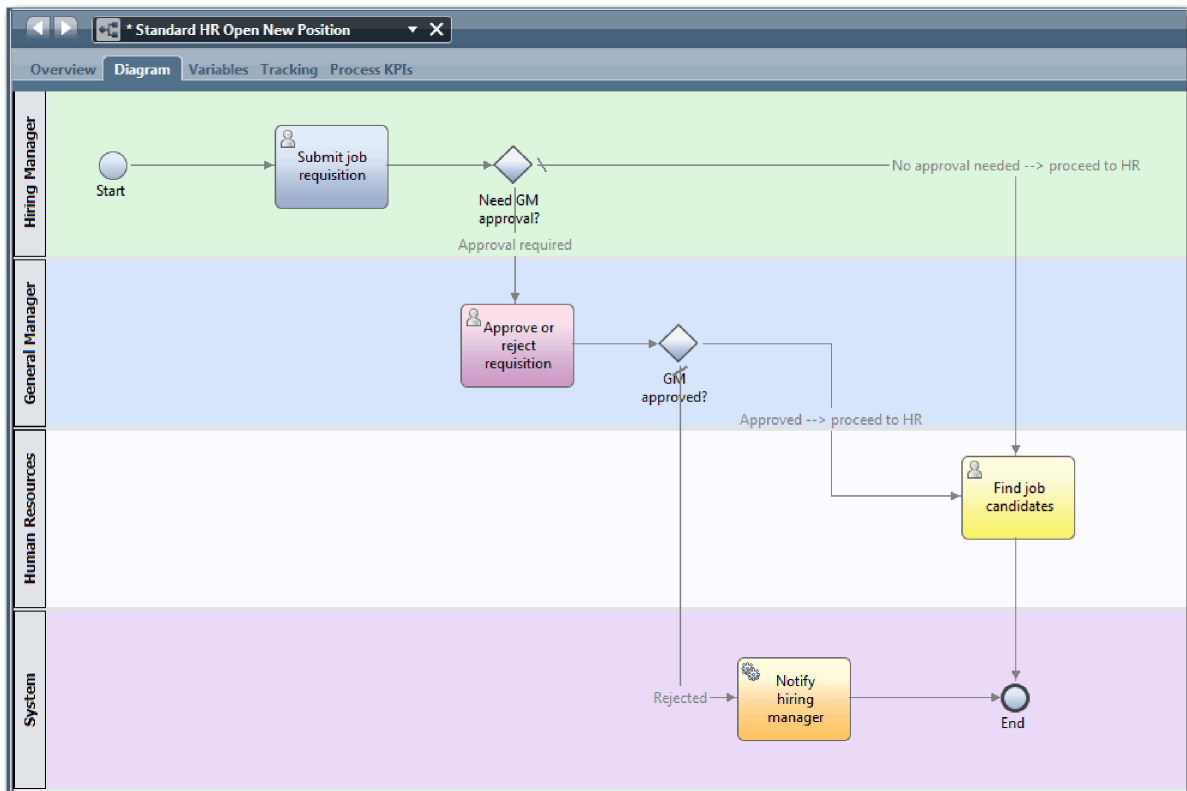 * Standard HR Open New Position
Overview Diagram Variables Tracking Process KPIs
Hiring Manager
Start
Submit job
requisition
Need GM
approval?
No approval needed --> proceed to HR
Approval required
General Manager
Approve or
reject
requisition
GM
approved?
Approved --> proceed to HR
Human Resources
Find job
candidates
System
Rejected
Notify
hiring
manager
End